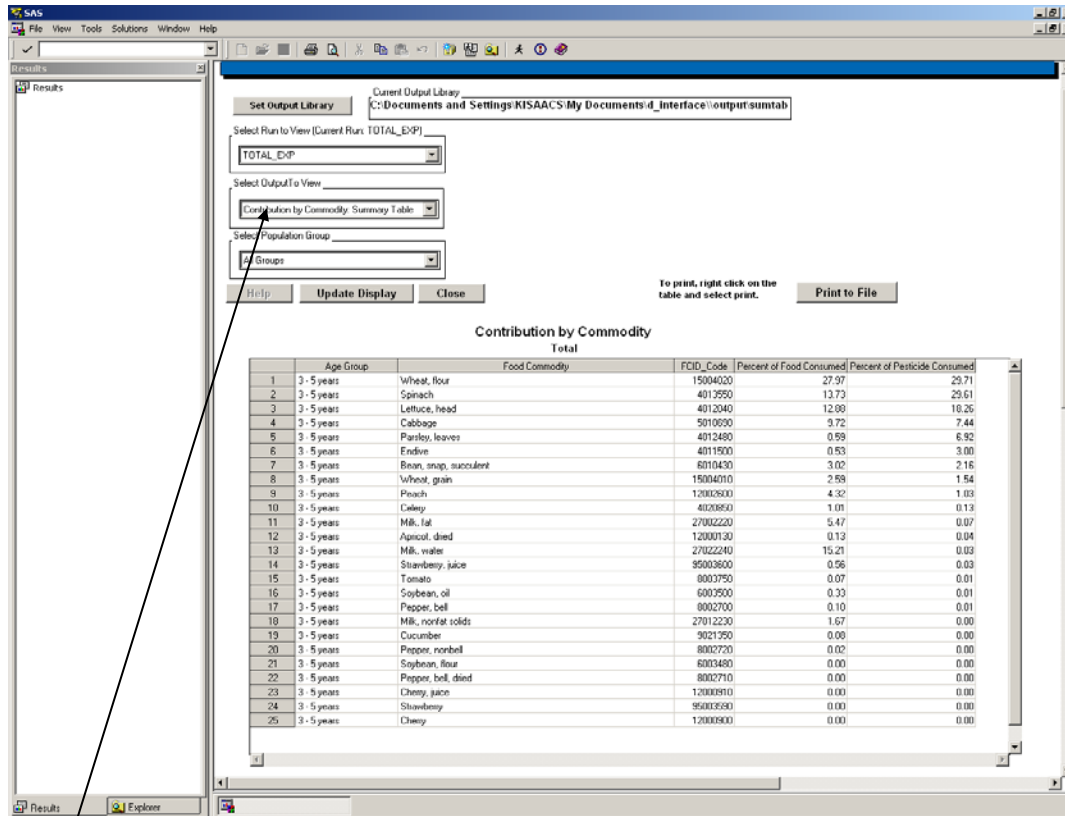 SAS
File View Tools Solutions Window Help
Results
Results
Current Output Library
Set Output Library
C:\Documents and Settings\KISAACS\My Documents\d_interface\\output\sumtab
Select Run to View (Current Run: TOTAL_EXP)
TOTAL_EXP
Select OutputTo View
Contribution by Commodity: Summary Table
Select Population Group
All Groups
Help Update Display Close
To print, right click on the
table and select print.
Print to File
Contribution by Commodity
Total
Age Group Food Commodity FCID_Code Percent of Food Consumed Percent of Pesticide Consumed
1 3 - 5 years Wheat, flour 15004020 27.97 29.71
2 3 - 5 years Spinach 4013550 13.73 29.61
3 3 - 5 years Lettuce, head 4012040 12.88 18.26
4 3 - 5 years Cabbage 5010690 9.72 7.44
5 3 - 5 years Parsley, leaves 4012480 0.59 6.92
6 3 - 5 years Endive 4011500 0.53 3.00
7 3 - 5 years Bean, snap, succulent 6010430 3.02 2.16
8 3 - 5 years Wheat, grain 15004010 2.59 1.54
9 3 - 5 years Peach 12002600 4.32 1.03
10 3 - 5 years Celery 4020850 1.01 0.13
11 3 - 5 years Milk, fat 27002220 5.47 0.07
12 3 - 5 years Apricot, dried 12000130 0.13 0.04
13 3 - 5 years Milk, water 27022240 15.21 0.03
14 3 - 5 years Strawberry, juice 95003600 0.56 0.03
15 3 - 5 years Tomato 8003750 0.07 0.01
16 3 - 5 years Soybean, oil 6003500 0.33 0.01
17 3 - 5 years Pepper, bell 8002700 0.10 0.01
18 3 - 5 years Milk, nonfat solids 27012230 1.67 0.00
19 3 - 5 years Cucumber 9021350 0.08 0.00
20 3 - 5 years Pepper, nonbell 8002720 0.02 0.00
21 3 - 5 years Soybean, flour 6003480 0.00 0.00
22 3 - 5 years Pepper, bell, dried 8002710 0.00 0.00
23 3 - 5 years Cherry, juice 12000910 0.00 0.00
24 3 - 5 years Strawberry 95003590 0.00 0.00
25 3 - 5 years Cherry 12000900 0.00 0.00
Results Explorer